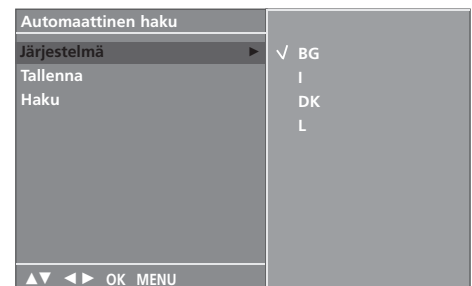 Automaattinen haku
Järjestelmä ►
Tallenna
Haku
√ BG
I
DK
L
▲▼ ◄► OK MENU